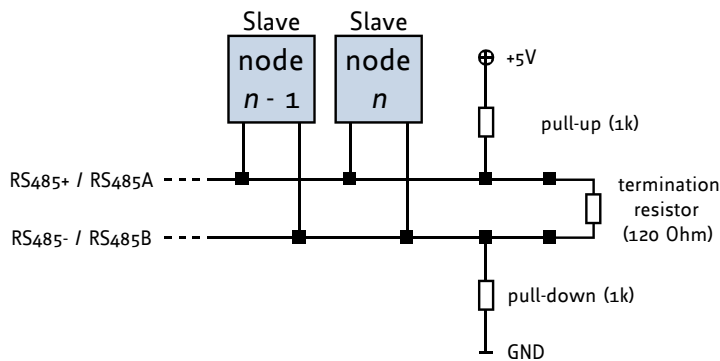 Slave Slave
node node
n - 1 n
+5V
pull-up (1k)
RS485+ / RS485A
termination
resistor
(120 Ohm)
RS485- / RS485B
pull-down (1k)
GND